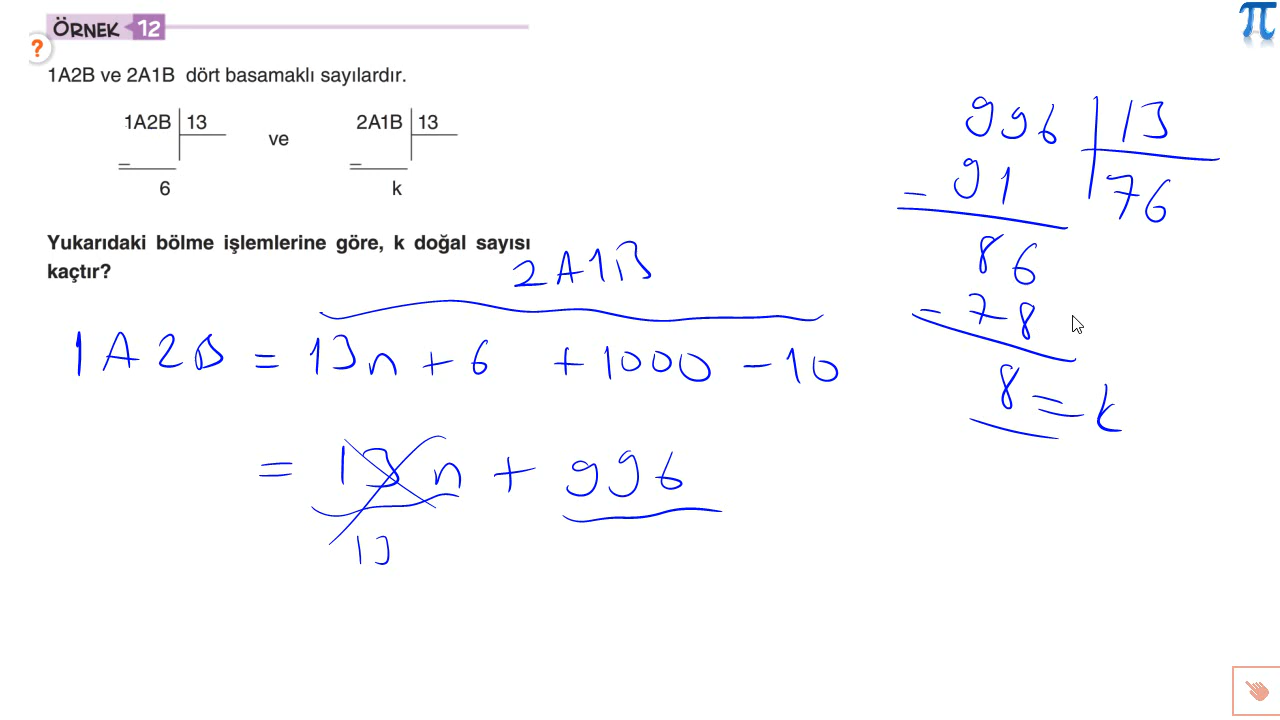 ÖRNEK 12
?
π
1A2B ve 2A1B dört basamaklı sayılardır.
1A2B 13 ve 2A1B 13
6 k
Yukarıdaki bölme işlemlerine göre, k doğal sayısı
kaçtır?
2A1B
1A2B = 13n + 6 + 1000 - 10
= 13n + 996
13
996 13
- 91 76
86
- 78
8 = k